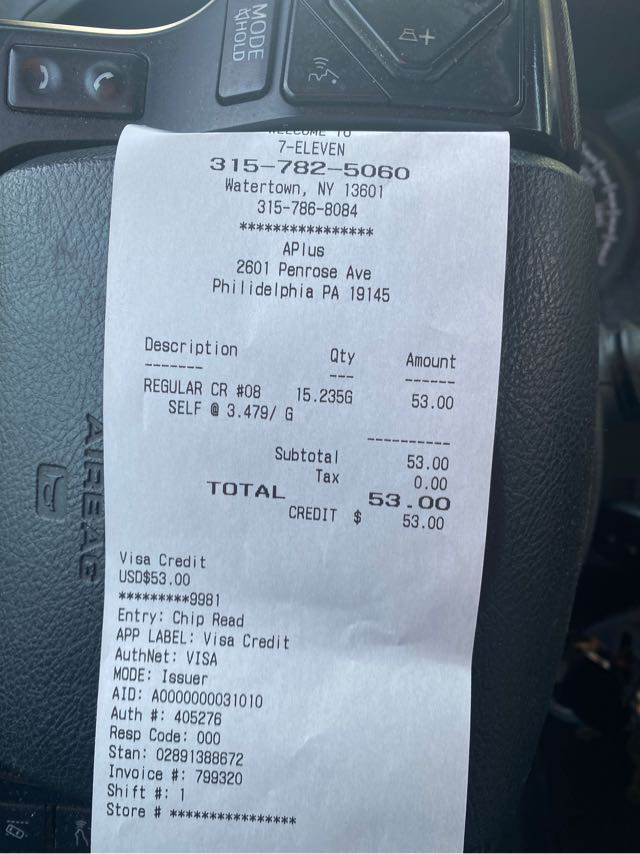 MODE
HOLD
WELCOME TO
7-ELEVEN
315-782-5060
Watertown, NY 13601
315-786-8084
****************
APlus
2601 Penrose Ave
Philidelphia PA 19145
Description Qty Amount
------- --- ------
REGULAR CR #08 15.235G 53.00
SELF @ 3.479/ G
----------
Subtotal 53.00
Tax 0.00
TOTAL 53.00
CREDIT $ 53.00
Visa Credit
USD$53.00
*********9981
Entry: Chip Read
APP LABEL: Visa Credit
AuthNet: VISA
MODE: Issuer
AID: A0000000031010
Auth #: 405276
Resp Code: 000
Stan: 02891388672
Invoice #: 799320
Shift #: 1
Store # ****************
AIRBAG